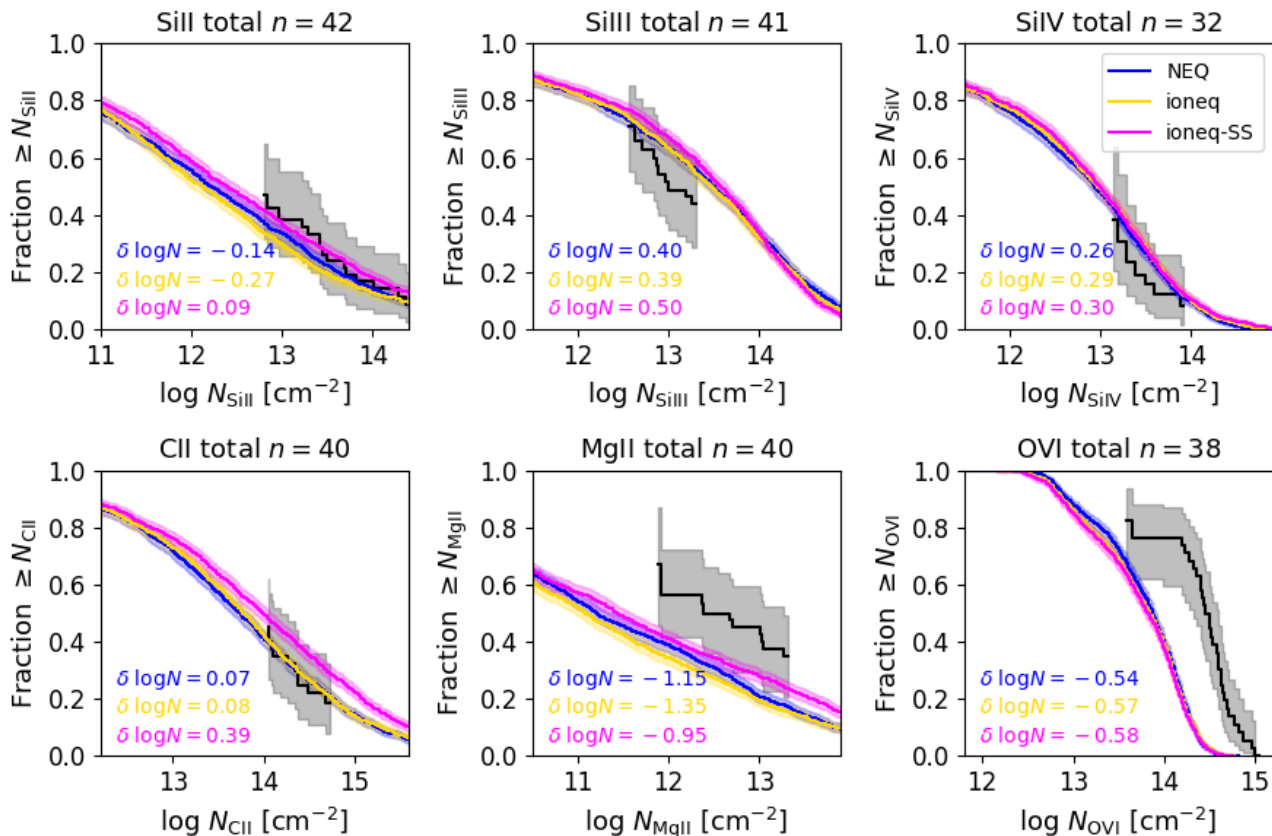 SiII total n = 42
1.0
0.8
0.6
0.4
0.2
0.0
Fraction ≥ N_SiII
δ logN = −0.14
δ logN = −0.27
δ logN = 0.09
11 12 13 14
log N_SiII [cm⁻²]
SiIII total n = 41
1.0
0.8
0.6
0.4
0.2
0.0
Fraction ≥ N_SiIII
δ logN = 0.40
δ logN = 0.39
δ logN = 0.50
12 13 14
log N_SiIII [cm⁻²]
SiIV total n = 32
1.0
0.8
0.6
0.4
0.2
0.0
Fraction ≥ N_SiIV
NEQ
ioneq
ioneq-SS
δ logN = 0.26
δ logN = 0.29
δ logN = 0.30
12 13 14
log N_SiIV [cm⁻²]
CII total n = 40
1.0
0.8
0.6
0.4
0.2
0.0
Fraction ≥ N_CII
δ logN = 0.07
δ logN = 0.08
δ logN = 0.39
13 14 15
log N_CII [cm⁻²]
MgII total n = 40
1.0
0.8
0.6
0.4
0.2
0.0
Fraction ≥ N_MgII
δ logN = −1.15
δ logN = −1.35
δ logN = −0.95
11 12 13
log N_MgII [cm⁻²]
OVI total n = 38
1.0
0.8
0.6
0.4
0.2
0.0
Fraction ≥ N_OVI
δ logN = −0.54
δ logN = −0.57
δ logN = −0.58
12 13 14 15
log N_OVI [cm⁻²]